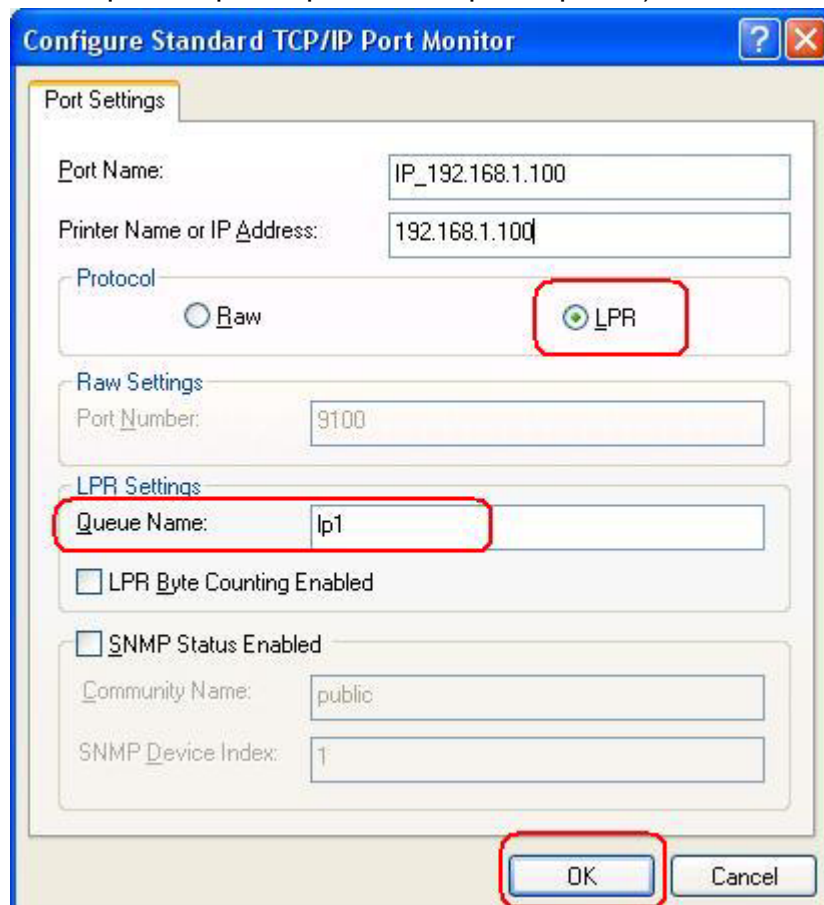 Configure Standard TCP/IP Port Monitor
Port Settings
Port Name: IP_192.168.1.100
Printer Name or IP Address: 192.168.1.100
Protocol
Raw LPR
Raw Settings
Port Number: 9100
LPR Settings
Queue Name: lp1
LPR Byte Counting Enabled
SNMP Status Enabled
Community Name: public
SNMP Device Index: 1
OK Cancel